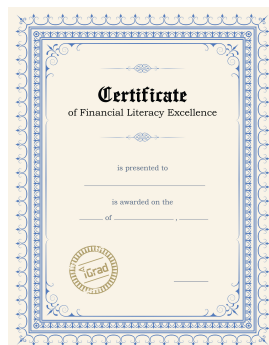 Certificate
of Financial Literacy Excellence
is presented to
is awarded on the
of ,
iGrad